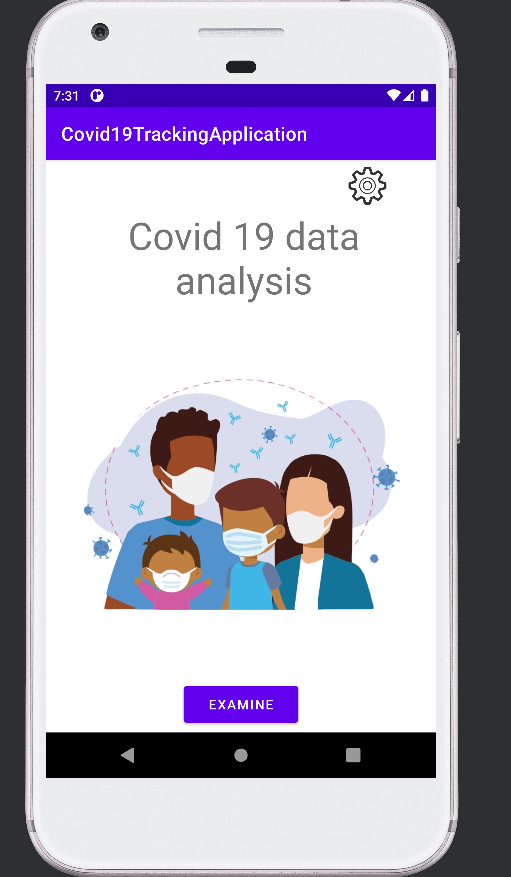 7:31
Covid19TrackingApplication
Covid 19 data
analysis
EXAMINE